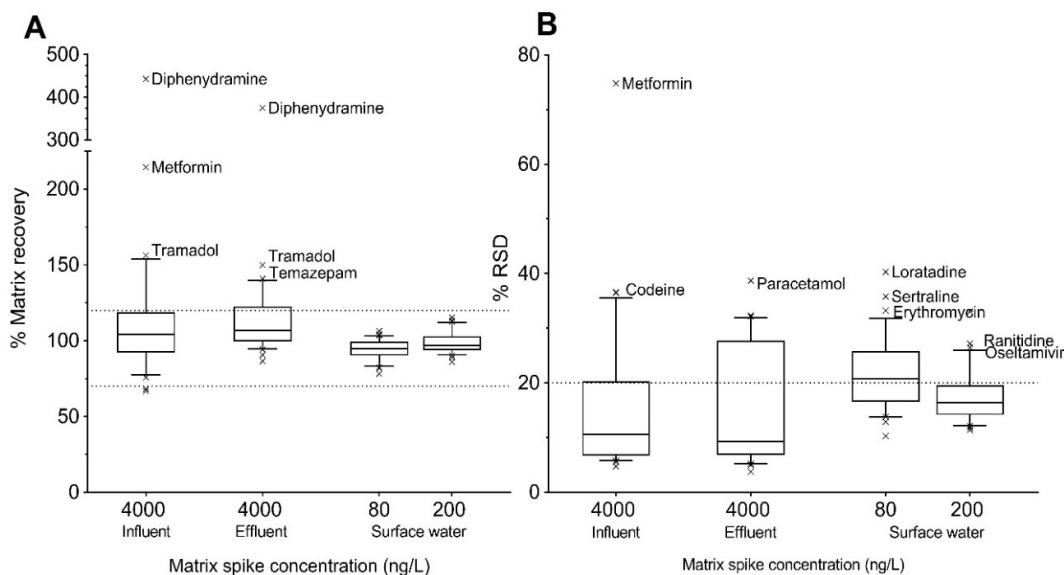 A
500
450
400
350
300
200
150
100
50
0
% Matrix recovery
Diphenydramine
Diphenydramine
Metformin
Tramadol
Tramadol
Temazepam
4000
4000
80
200
Influent
Effluent
Surface water
Matrix spike concentration (ng/L)
B
80
60
40
20
0
% RSD
Metformin
Codeine
Paracetamol
Loratadine
Sertraline
Erythromycin
Ranitidine
Oseltamivir
4000
4000
80
200
Influent
Effluent
Surface water
Matrix spike concentration (ng/L)